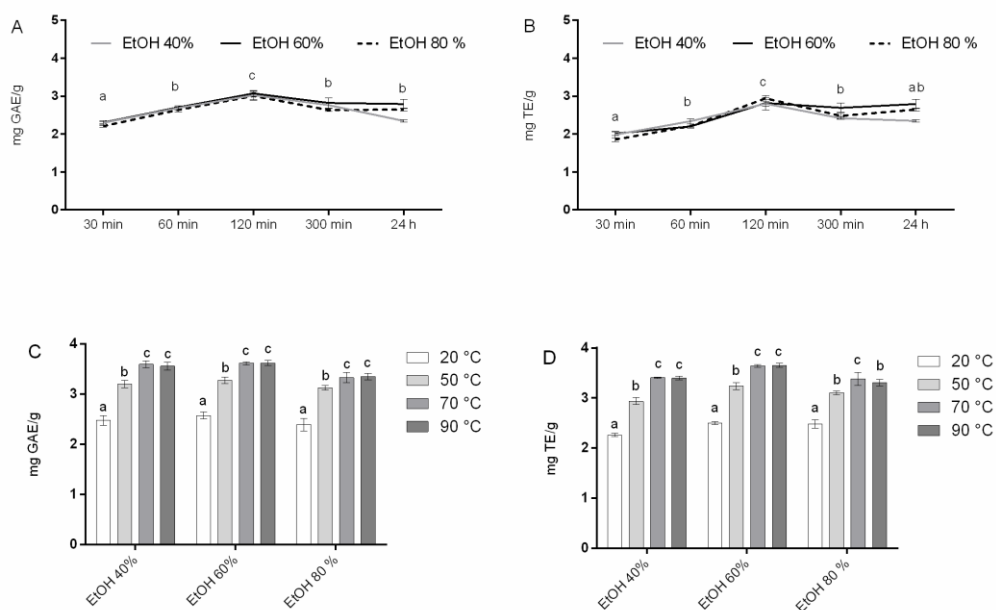 A
EtOH 40% EtOH 60% EtOH 80 %
5
4
3
2
1
0
mg GAE/g
a b c b b
30 min 60 min 120 min 300 min 24 h
B
EtOH 40% EtOH 60% EtOH 80 %
5
4
3
2
1
0
mg TE/g
a b c b ab
30 min 60 min 120 min 300 min 24 h
C
4
3
2
1
0
mg GAE/g
a b c c a b c c a b c c
EtOH 40% EtOH 60% EtOH 80 %
20 °C
50 °C
70 °C
90 °C
D
4
3
2
1
0
mg TE/g
a b c c a b c c a b c b
EtOH 40% EtOH 60% EtOH 80 %
20 °C
50 °C
70 °C
90 °C